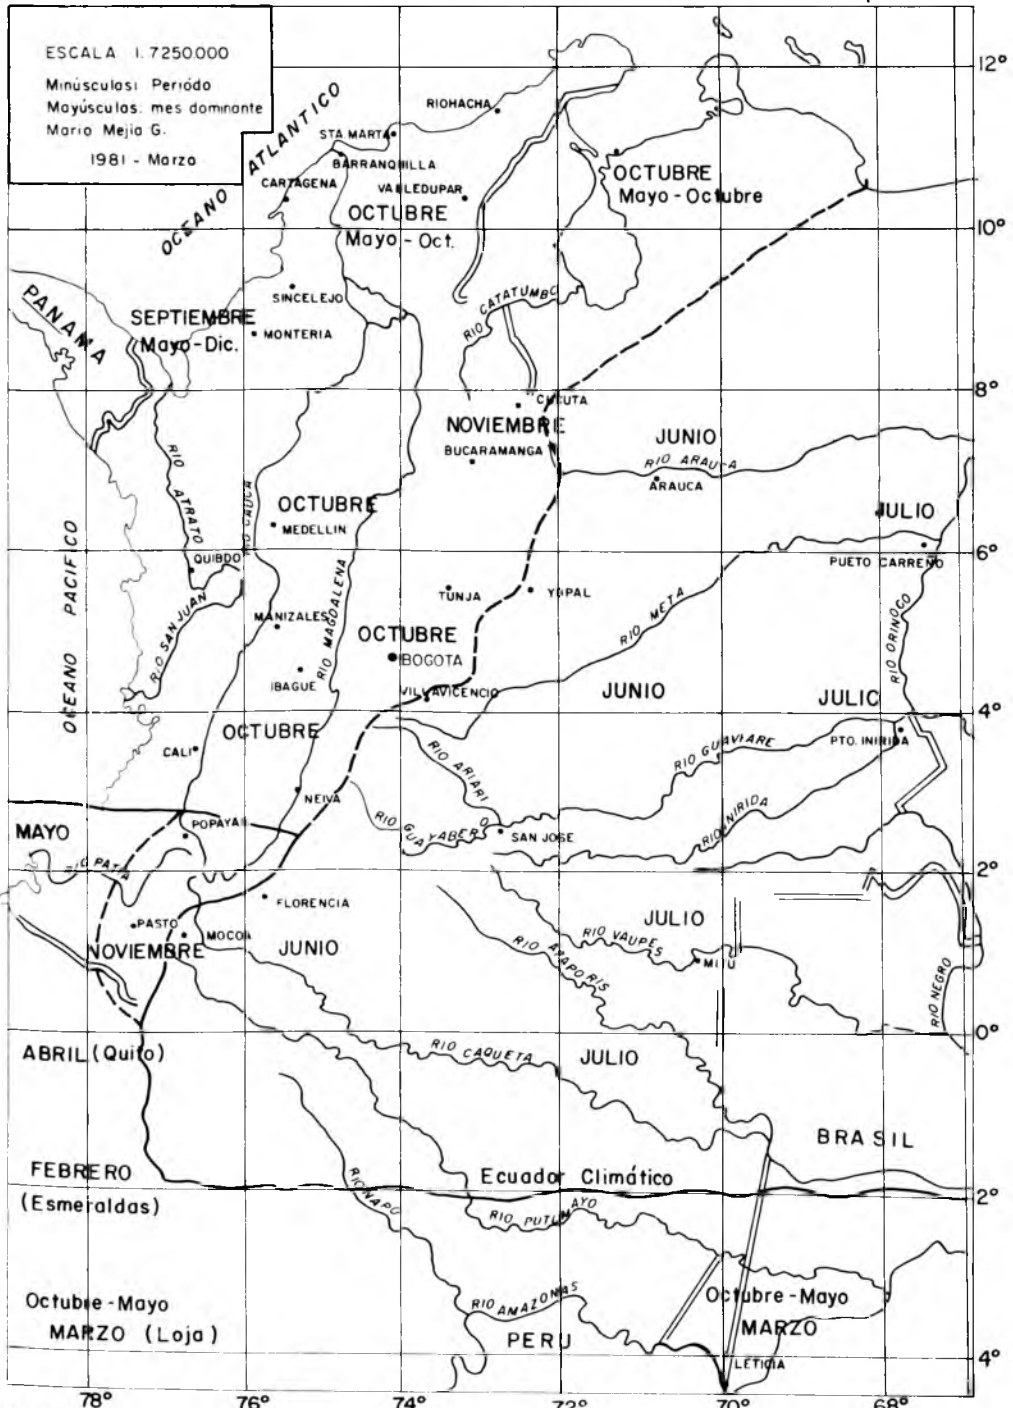 ESCALA 1.7250.000
Minúsculas: Período
Mayúsculas: mes dominante
Mario Mejía G.
1981 - Marzo
12°
OCEANO ATLANTICO
RIOHACHA
STA. MARTA
BARRANQUILLA
CARTAGENA
VALLEDUPAR
OCTUBRE
Mayo - Oct.
OCTUBRE
Mayo - Octubre
10°
PANAMA
SINCELEJO
SEPTIEMBRE
Mayo-Dic.
MONTERIA
RIO CATATUMBO
8°
CUCUTA
NOVIEMBRE
BUCARAMANGA
JUNIO
RIO ARAUCA
ARAUCA
RIO ATRATO
RIO CAUCA
OCTUBRE
MEDELLIN
JULIO
6°
PUETO CARREÑO
QUIBDO
OCEANO PACIFICO
RIO SAN JUAN
MANIZALES
RIO MAGDALENA
TUNJA
YOPAL
RIO META
RIO ORINOCO
OCTUBRE
BOGOTA
IBAGUE
VILLAVICENCIO
JUNIO
JULIO
4°
OCTUBRE
CALI
PTO. INIRIDA
RIO GUAVIARE
RIO ARIARI
NEIVA
RIO INIRIDA
RIO GUAYABERO
SAN JOSE
MAYO
POPAYAN
RIO PATIA
2°
FLORENCIA
PASTO
MOCOA
NOVIEMBRE
JUNIO
JULIO
RIO VAUPES
MITU
RIO APAPORIS
RIO NEGRO
0°
ABRIL (Quito)
RIO CAQUETA
JULIO
BRASIL
FEBRERO
(Esmeraldas)
Ecuador Climático
2°
RIO NAPO
RIO PUTUMAYO
Octubre - Mayo
MARZO (Loja)
RIO AMAZONAS
PERU
Octubre - Mayo
MARZO
LETICIA
4°
78°
76°
74°
72°
70°
68°